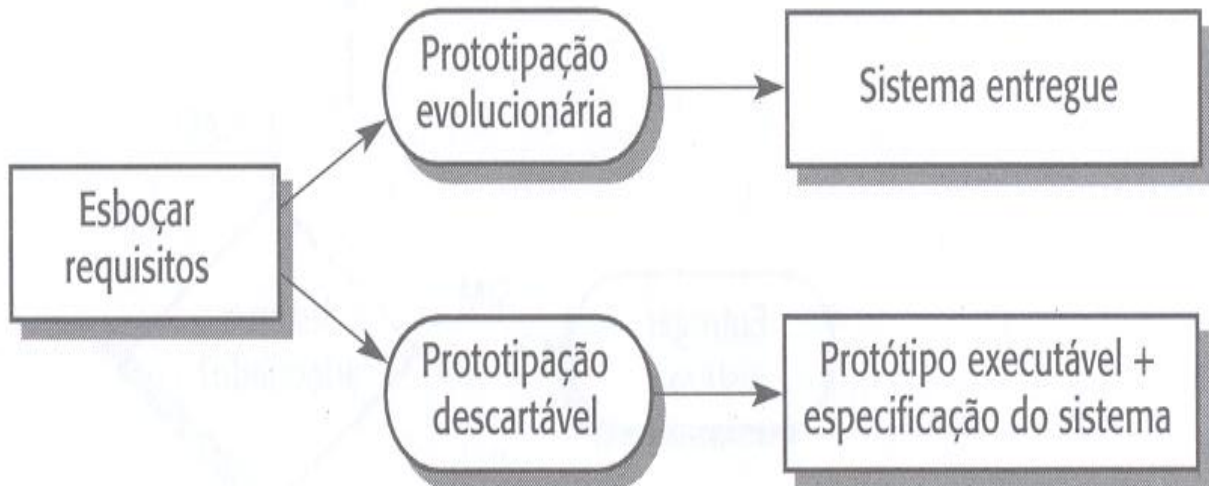 Prototipação
evolucionária
Sistema entregue
Esboçar
requisitos
Prototipação
descartável
Protótipo executável +
especificação do sistema